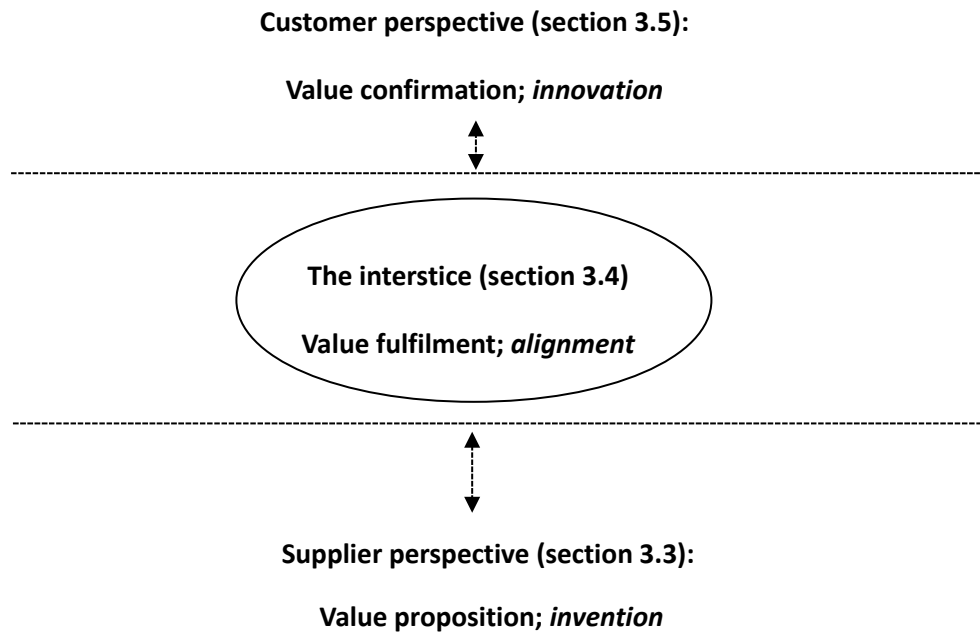 Customer perspective (section 3.5):
Value confirmation; innovation
The interstice (section 3.4)
Value fulfilment; alignment
Supplier perspective (section 3.3):
Value proposition; invention